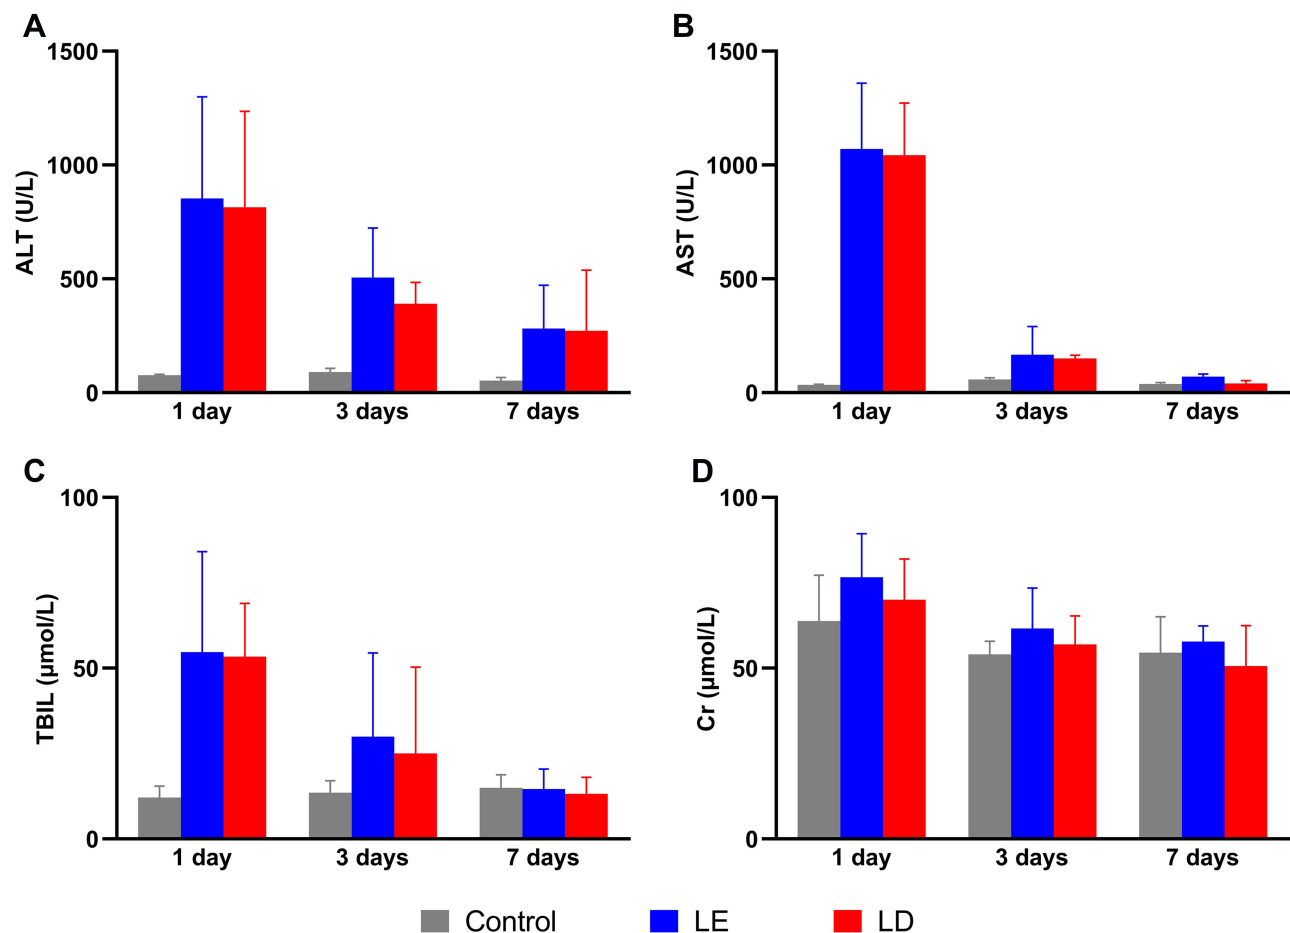 A
1500
1000
500
0
ALT (U/L)
1 day
3 days
7 days
B
1500
1000
500
0
AST (U/L)
1 day
3 days
7 days
C
100
50
0
TBIL (μmol/L)
1 day
3 days
7 days
D
100
50
0
Cr (μmol/L)
1 day
3 days
7 days
Control
LE
LD